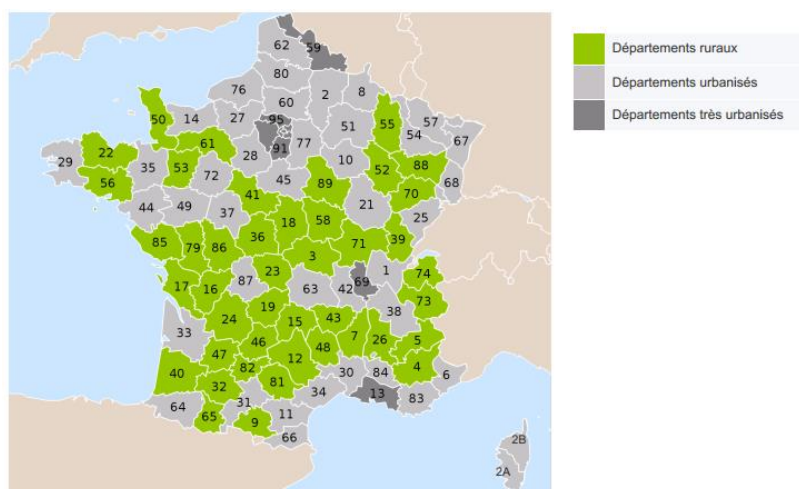 62 59
80
76 2 8
60
50 14 27 95 51 55 57
54 67
61 91 77
22 28 10 88
29 35 53 72 52 68
56 45 89 70
41 21
44 49 37 25
18 58
85 79 86 36 71 39
3
23 1 74
17 16 87 63 42 69
73
24 19 38
15 43
33 7 26 5
46 48
47 12 4
40 82 30 84 6
32 81 13
64 31 34 83
65 11
9
66
2B
2A
Départements ruraux
Départements urbanisés
Départements très urbanisés